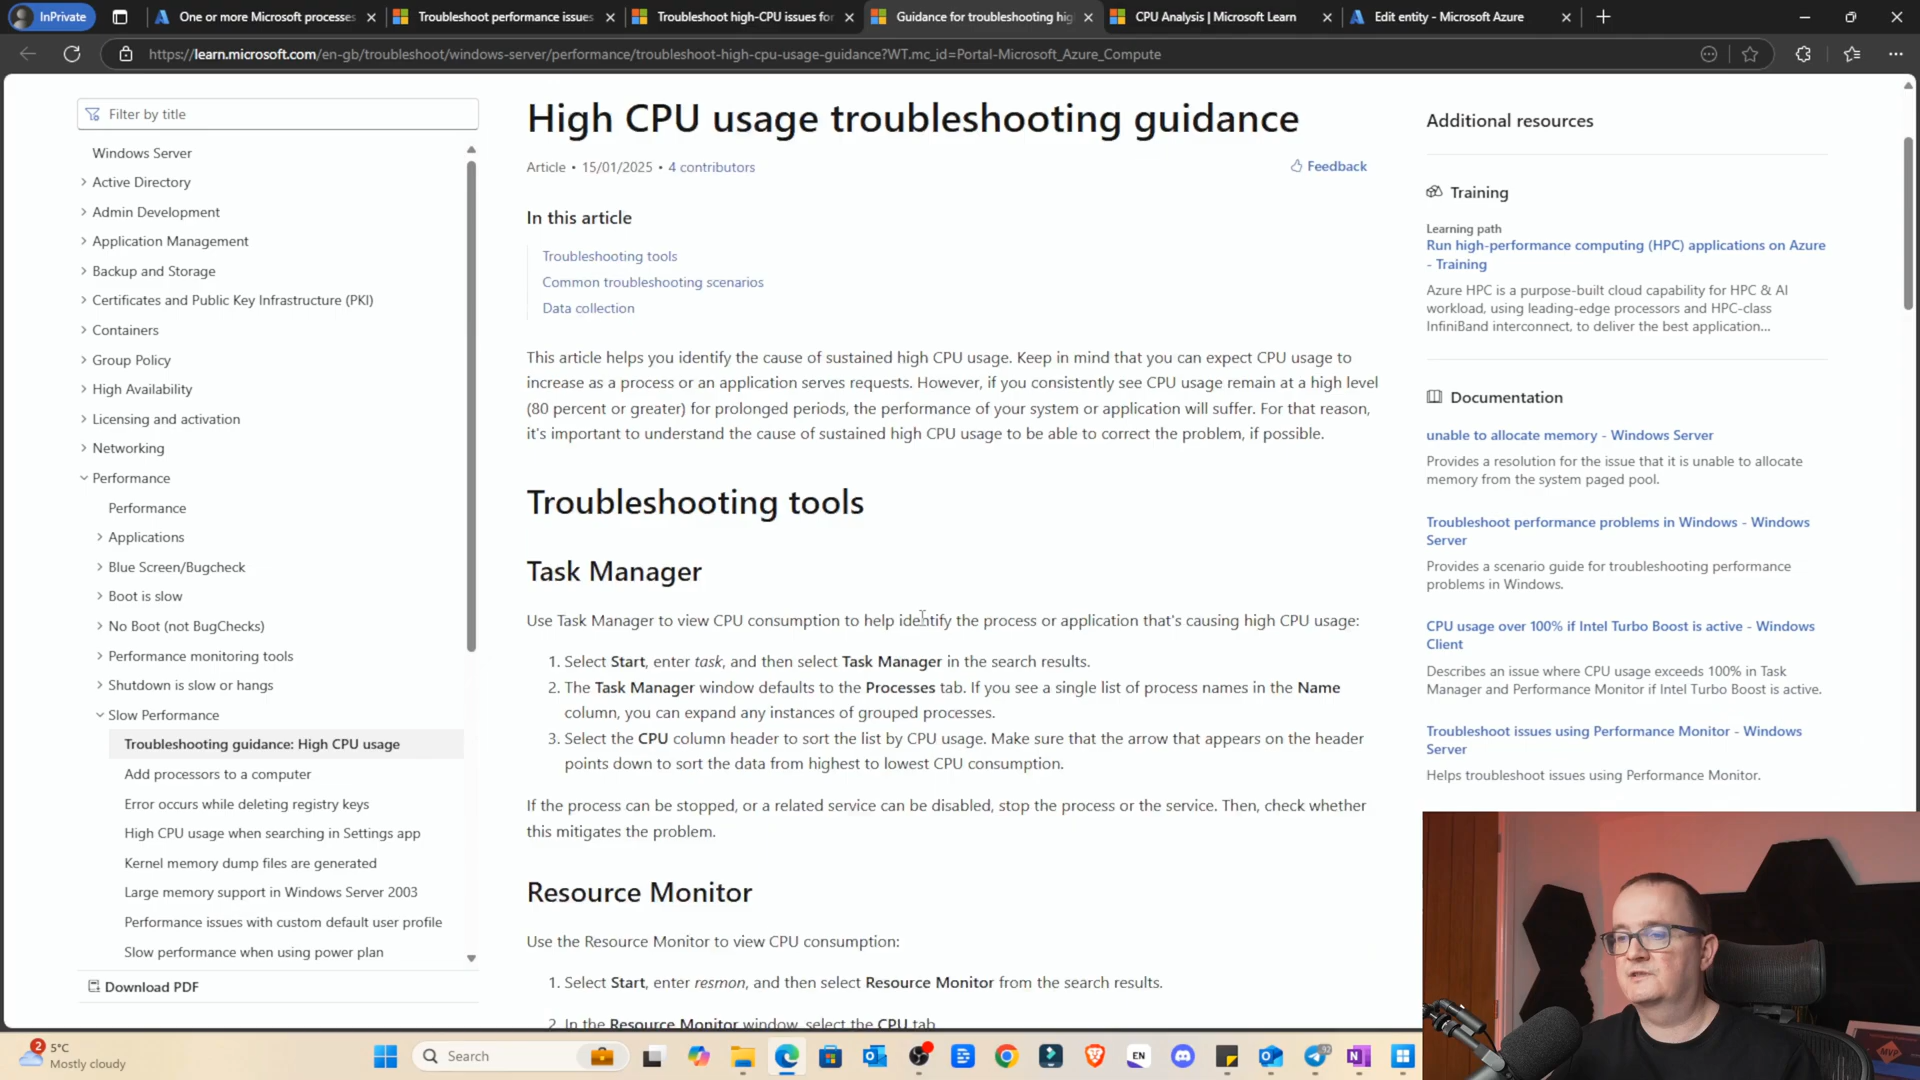 InPrivate
One or more Microsoft processes
Troubleshoot performance issues
Troubleshoot high-CPU issues for
Guidance for troubleshooting hig
CPU Analysis | Microsoft Learn
Edit entity - Microsoft Azure
https://learn.microsoft.com/en-gb/troubleshoot/windows-server/performance/troubleshoot-high-cpu-usage-guidance?WT.mc_id=Portal-Microsoft_Azure_Compute
Filter by title
Windows Server
Active Directory
Admin Development
Application Management
Backup and Storage
Certificates and Public Key Infrastructure (PKI)
Containers
Group Policy
High Availability
Licensing and activation
Networking
Performance
Performance
Applications
Blue Screen/Bugcheck
Boot is slow
No Boot (not BugChecks)
Performance monitoring tools
Shutdown is slow or hangs
Slow Performance
Troubleshooting guidance: High CPU usage
Add processors to a computer
Error occurs while deleting registry keys
High CPU usage when searching in Settings app
Kernel memory dump files are generated
Large memory support in Windows Server 2003
Performance issues with custom default user profile
Slow performance when using power plan
Download PDF
High CPU usage troubleshooting guidance
Article • 15/01/2025 • 4 contributors
Feedback
In this article
Troubleshooting tools
Common troubleshooting scenarios
Data collection
This article helps you identify the cause of sustained high CPU usage. Keep in mind that you can expect CPU usage to
increase as a process or an application serves requests. However, if you consistently see CPU usage remain at a high level
(80 percent or greater) for prolonged periods, the performance of your system or application will suffer. For that reason,
it's important to understand the cause of sustained high CPU usage to be able to correct the problem, if possible.
Troubleshooting tools
Task Manager
Use Task Manager to view CPU consumption to help identify the process or application that's causing high CPU usage:
1. Select Start, enter task, and then select Task Manager in the search results.
2. The Task Manager window defaults to the Processes tab. If you see a single list of process names in the Name
column, you can expand any instances of grouped processes.
3. Select the CPU column header to sort the list by CPU usage. Make sure that the arrow that appears on the header
points down to sort the data from highest to lowest CPU consumption.
If the process can be stopped, or a related service can be disabled, stop the process or the service. Then, check whether
this mitigates the problem.
Resource Monitor
Use the Resource Monitor to view CPU consumption:
1. Select Start, enter resmon, and then select Resource Monitor from the search results.
2. In the Resource Monitor window, select the CPU tab
Additional resources
Training
Learning path
Run high-performance computing (HPC) applications on Azure
- Training
Azure HPC is a purpose-built cloud capability for HPC & AI
workload, using leading-edge processors and HPC-class
InfiniBand interconnect, to deliver the best application...
Documentation
unable to allocate memory - Windows Server
Provides a resolution for the issue that it is unable to allocate
memory from the system paged pool.
Troubleshoot performance problems in Windows - Windows
Server
Provides a scenario guide for troubleshooting performance
problems in Windows.
CPU usage over 100% if Intel Turbo Boost is active - Windows
Client
Describes an issue where CPU usage exceeds 100% in Task
Manager and Performance Monitor if Intel Turbo Boost is active.
Troubleshoot issues using Performance Monitor - Windows
Server
Helps troubleshoot issues using Performance Monitor.
2
5°C
Mostly cloudy
Search
EN
MVP